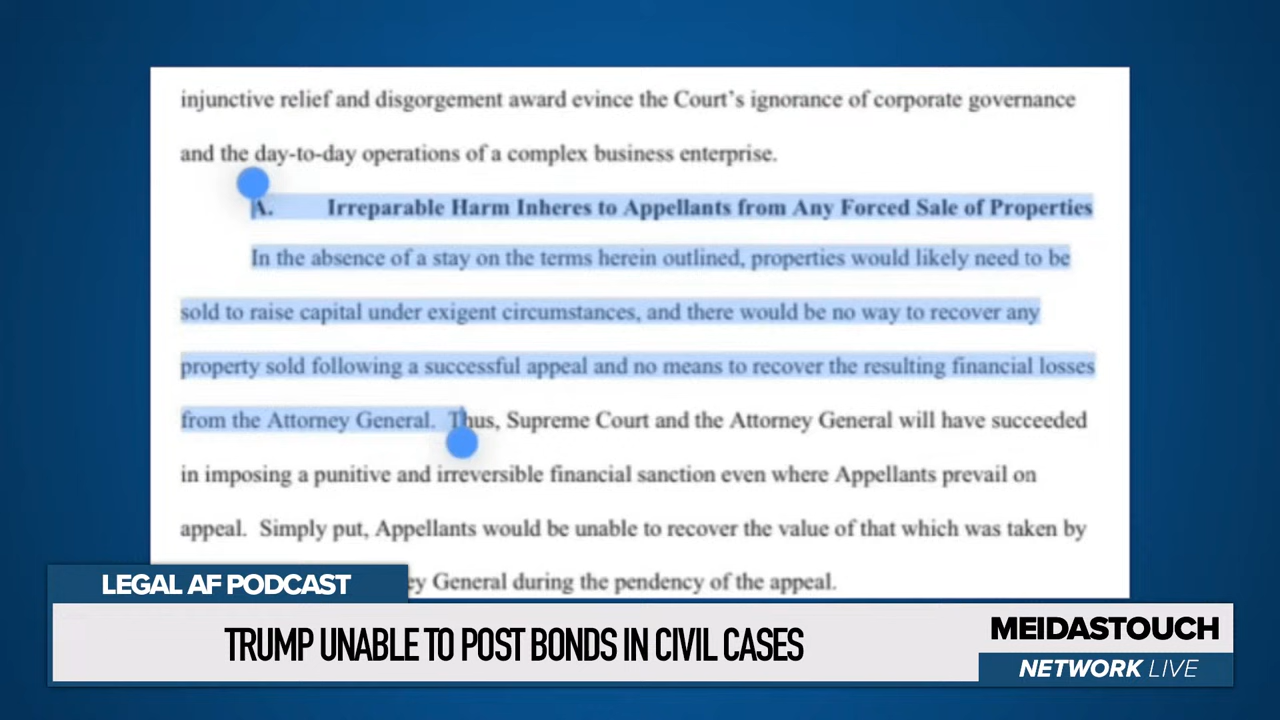 injunctive relief and disgorgement award evince the Court's ignorance of corporate governance
and the day-to-day operations of a complex business enterprise.
A. Irreparable Harm Inheres to Appellants from Any Forced Sale of Properties
In the absence of a stay on the terms herein outlined, properties would likely need to be
sold to raise capital under exigent circumstances, and there would be no way to recover any
property sold following a successful appeal and no means to recover the resulting financial losses
from the Attorney General. Thus, Supreme Court and the Attorney General will have succeeded
in imposing a punitive and irreversible financial sanction even where Appellants prevail on
appeal. Simply put, Appellants would be unable to recover the value of that which was taken by
ey General during the pendency of the appeal.
LEGAL AF PODCAST
TRUMP UNABLE TO POST BONDS IN CIVIL CASES
MEIDASTOUCH
NETWORK LIVE